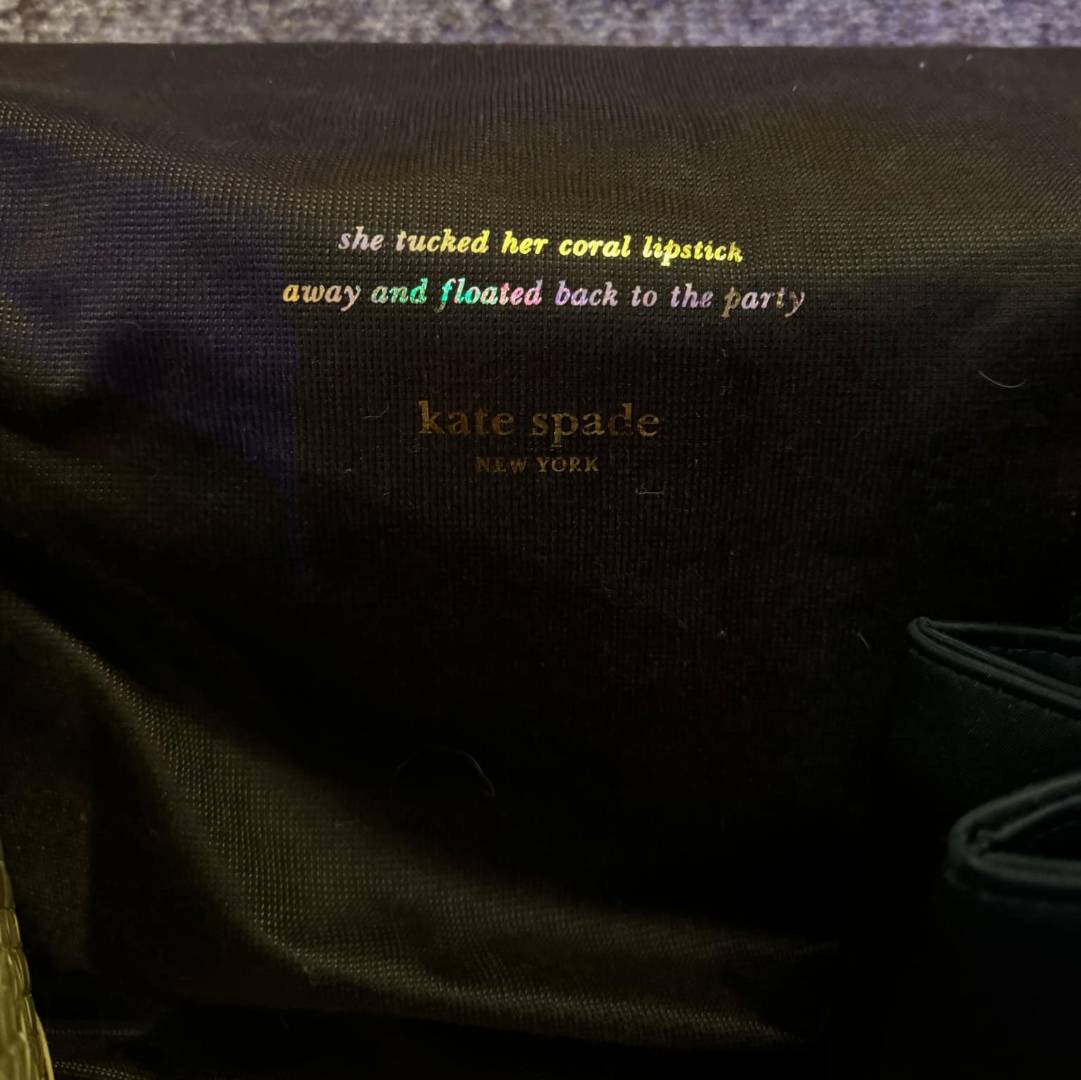 she tucked her coral lipstick
away and floated back to the party
kate spade
NEW YORK